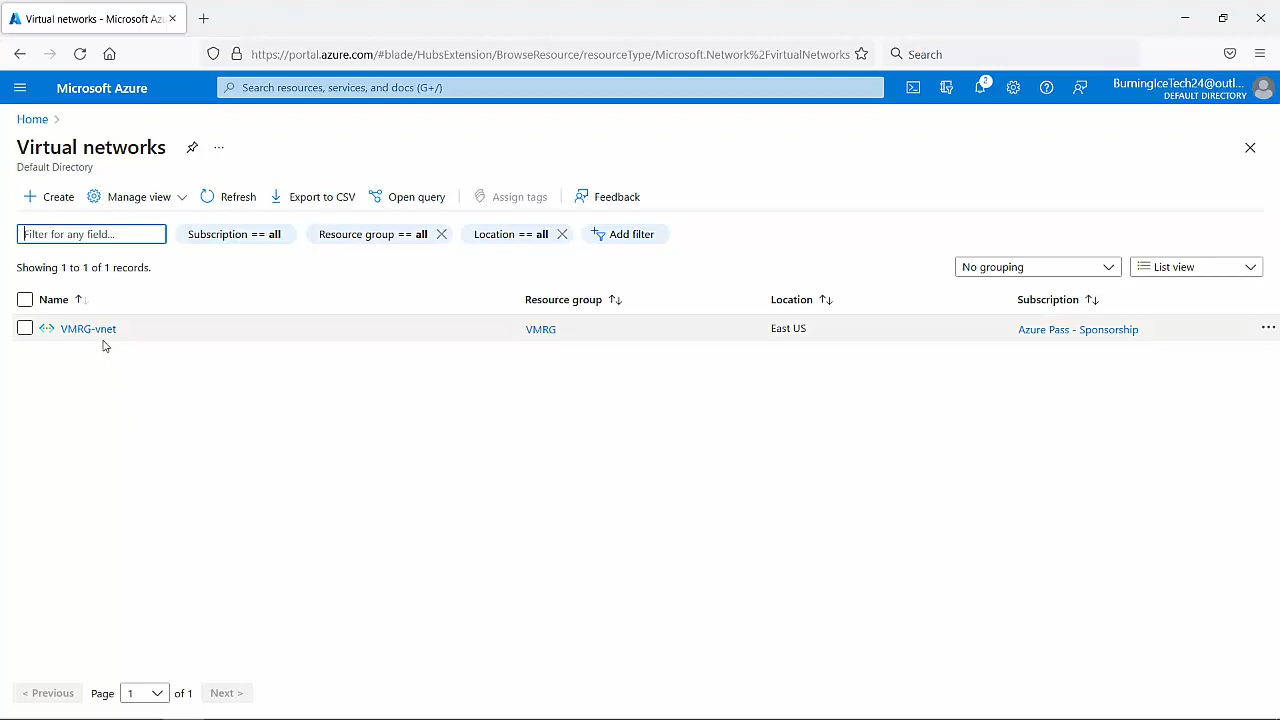 Virtual networks - Microsoft Azu
https://portal.azure.com/#blade/HubsExtension/BrowseResource/resourceType/Microsoft.Network%2FvirtualNetworks
Search
Microsoft Azure
Search resources, services, and docs (G+/)
2
BurningIceTech24@outl...
DEFAULT DIRECTORY
Home
Virtual networks
Default Directory
Create
Manage view
Refresh
Export to CSV
Open query
Assign tags
Feedback
Filter for any field...
Subscription == all
Resource group == all
Location == all
Add filter
Showing 1 to 1 of 1 records.
No grouping
List view
Name
Resource group
Location
Subscription
VMRG-vnet
VMRG
East US
Azure Pass - Sponsorship
< Previous
Page
1
of 1
Next >